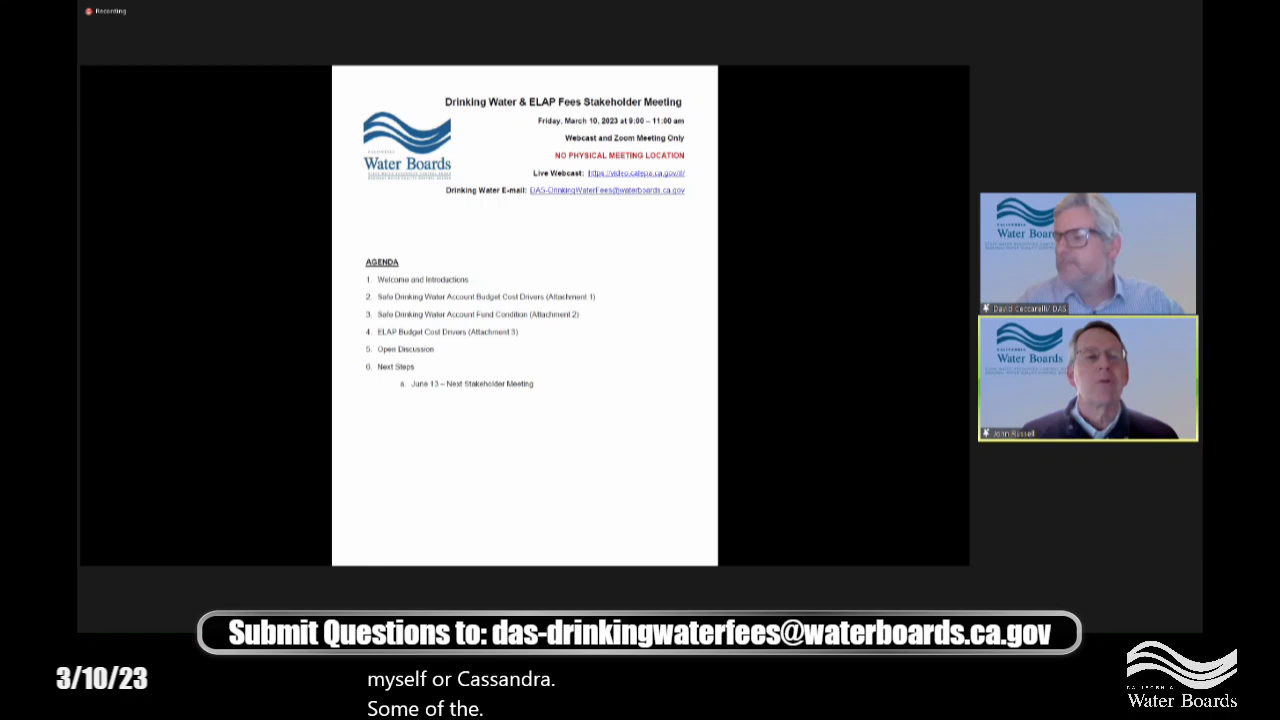 Recording
Drinking Water & ELAP Fees Stakeholder Meeting
Friday, March 10, 2023 at 9:00 – 11:00 am
Webcast and Zoom Meeting Only
NO PHYSICAL MEETING LOCATION
Live Webcast: https://video.calepa.ca.gov/#/
Drinking Water E-mail: DAS-DrinkingWaterFees@waterboards.ca.gov
CALIFORNIA
Water Boards
AGENDA
1. Welcome and Introductions
2. Safe Drinking Water Account Budget Cost Drivers (Attachment 1)
3. Safe Drinking Water Account Fund Condition (Attachment 2)
4. ELAP Budget Cost Drivers (Attachment 3)
5. Open Discussion
6. Next Steps
a. June 13 – Next Stakeholder Meeting
Water Boar
David Ceccarelli/ DAS
Water Boards
John Russell
Submit Questions to: das-drinkingwaterfees@waterboards.ca.gov
3/10/23
myself or Cassandra.
Some of the.
CALIFORNIA
Water Boards